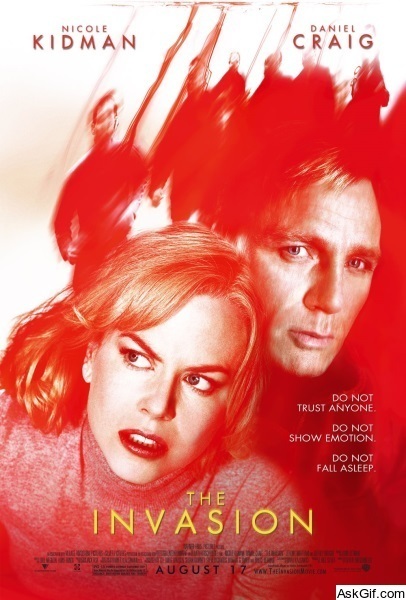 NICOLE
KIDMAN
DANIEL
CRAIG
DO NOT
TRUST ANYONE.
DO NOT
SHOW EMOTION.
DO NOT
FALL ASLEEP.
THE
INVASION
AUGUST 17
AskGif.com